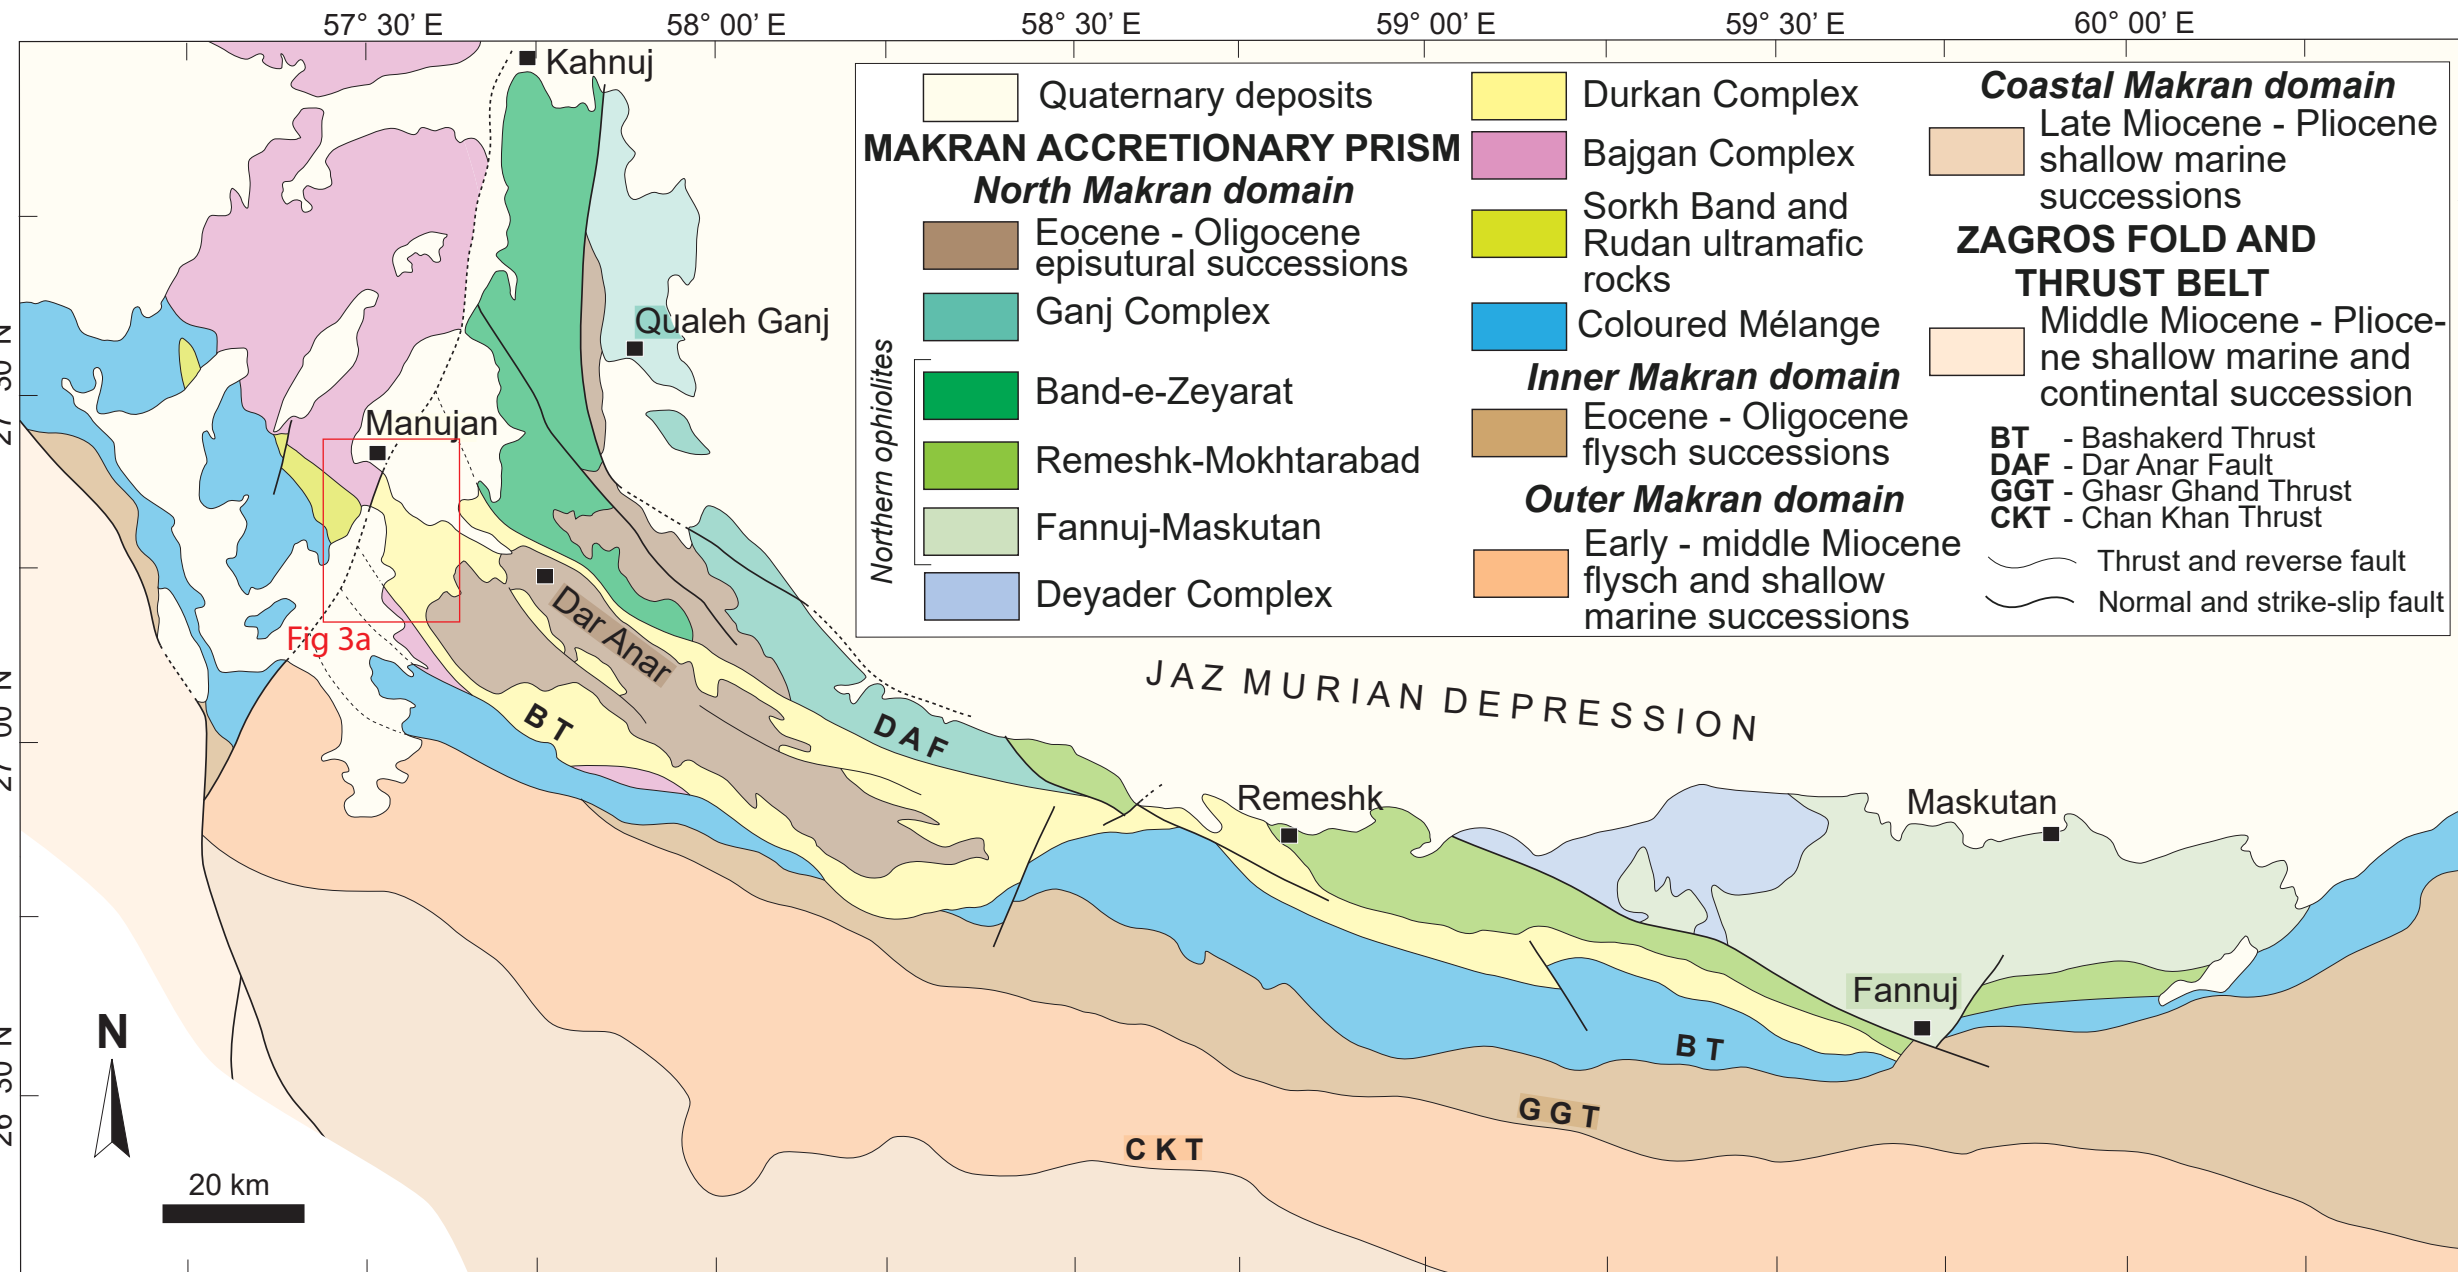 57° 30' E
58° 00' E
58° 30' E
59° 00' E
59° 30' E
60° 00' E
Kahnuj
Qualeh Ganj
Manujan
Fig 3a
Dar Anar
BT
DAF
JAZ MURIAN DEPRESSION
Remeshk
Maskutan
Fannuj
BT
GGT
CKT
30 N
27
00 N
27
30 N
26
N
20 km
Quaternary deposits
MAKRAN ACCRETIONARY PRISM
North Makran domain
Eocene - Oligocene
episutural successions
Ganj Complex
Northern ophiolites
Band-e-Zeyarat
Remeshk-Mokhtarabad
Fannuj-Maskutan
Deyader Complex
Durkan Complex
Bajgan Complex
Sorkh Band and
Rudan ultramafic
rocks
Coloured Mélange
Inner Makran domain
Eocene - Oligocene
flysch successions
Outer Makran domain
Early - middle Miocene
flysch and shallow
marine successions
Coastal Makran domain
Late Miocene - Pliocene
shallow marine
successions
ZAGROS FOLD AND
THRUST BELT
Middle Miocene - Plioce-
ne shallow marine and
continental succession
BT - Bashakerd Thrust
DAF - Dar Anar Fault
GGT - Ghasr Ghand Thrust
CKT - Chan Khan Thrust
Thrust and reverse fault
Normal and strike-slip fault